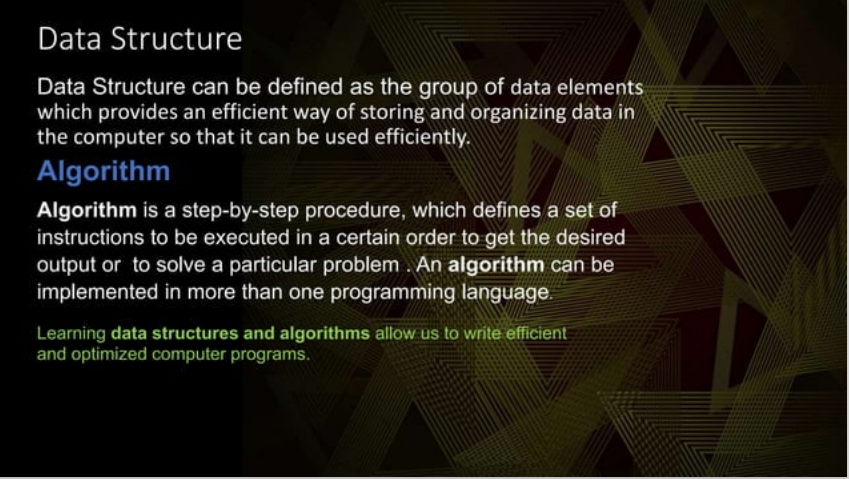 Data Structure
Data Structure can be defined as the group of data elements
which provides an efficient way of storing and organizing data in
the computer so that it can be used efficiently.
Algorithm
Algorithm is a step-by-step procedure, which defines a set of
instructions to be executed in a certain order to get the desired
output or  to solve a particular problem . An algorithm can be
implemented in more than one programming language.
Learning data structures and algorithms allow us to write efficient
and optimized computer programs.